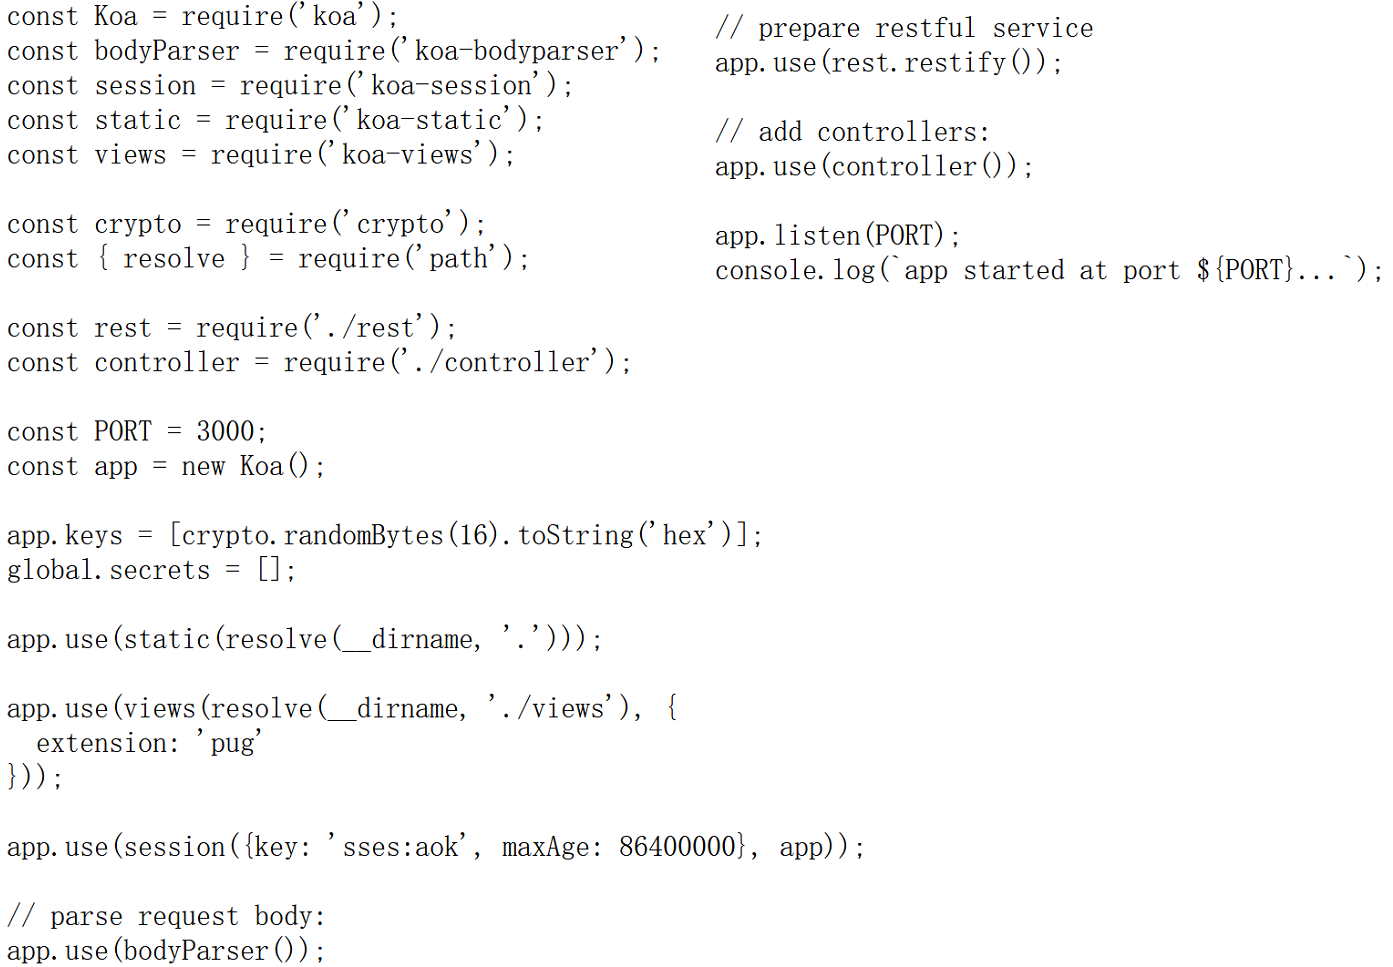 const Koa = require('koa');
const bodyParser = require('koa-bodyparser');
const session = require('koa-session');
const static = require('koa-static');
const views = require('koa-views');

const crypto = require('crypto');
const { resolve } = require('path');

const rest = require('./rest');
const controller = require('./controller');

const PORT = 3000;
const app = new Koa();

app.keys = [crypto.randomBytes(16).toString('hex')];
global.secrets = [];

app.use(static(resolve(__dirname, '.')));

app.use(views(resolve(__dirname, './views'), {
  extension: 'pug'
}));

app.use(session({key: 'sses:aok', maxAge: 86400000}, app));

// parse request body:
app.use(bodyParser());

// prepare restful service
app.use(rest.restify());

// add controllers:
app.use(controller());

app.listen(PORT);
console.log(`app started at port ${PORT}...`);